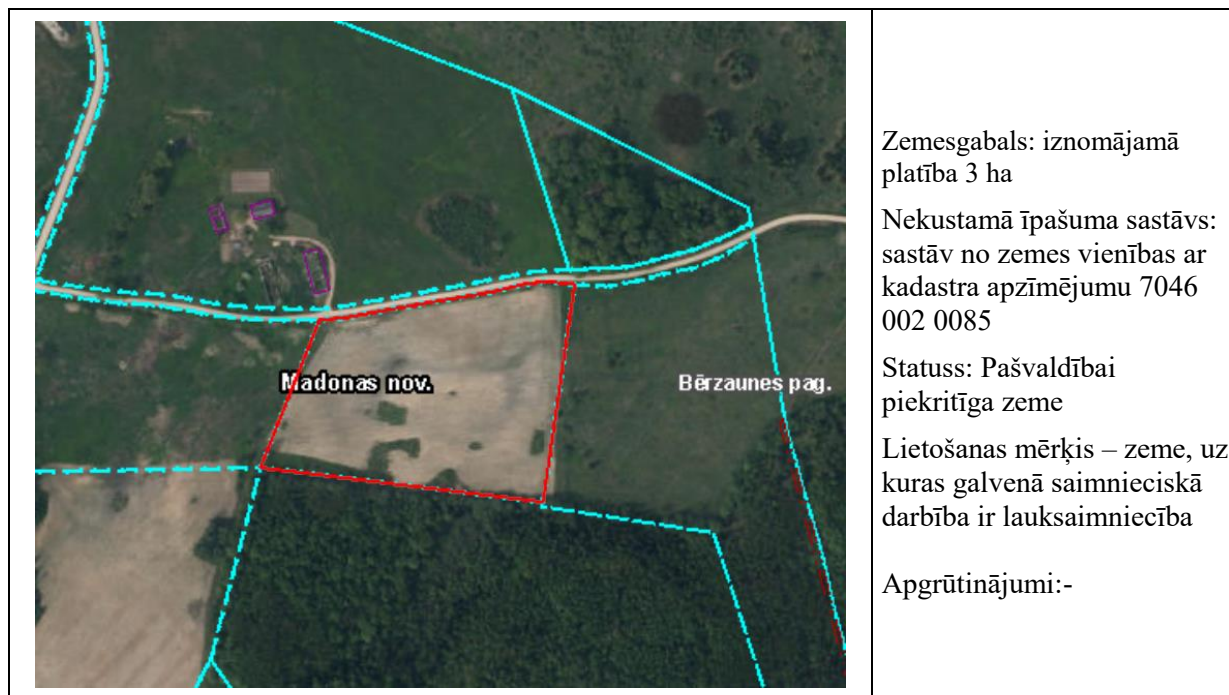 Madonas nov.
Bērzaunes pag.
Zemesgabals: iznomājamā
platība 3 ha
Nekustamā īpašuma sastāvs:
sastāv no zemes vienības ar
kadastra apzīmējumu 7046
002 0085
Statuss: Pašvaldībai
piekritīga zeme
Lietošanas mērķis – zeme, uz
kuras galvenā saimnieciskā
darbība ir lauksaimniecība
Apgrūtinājumi:-